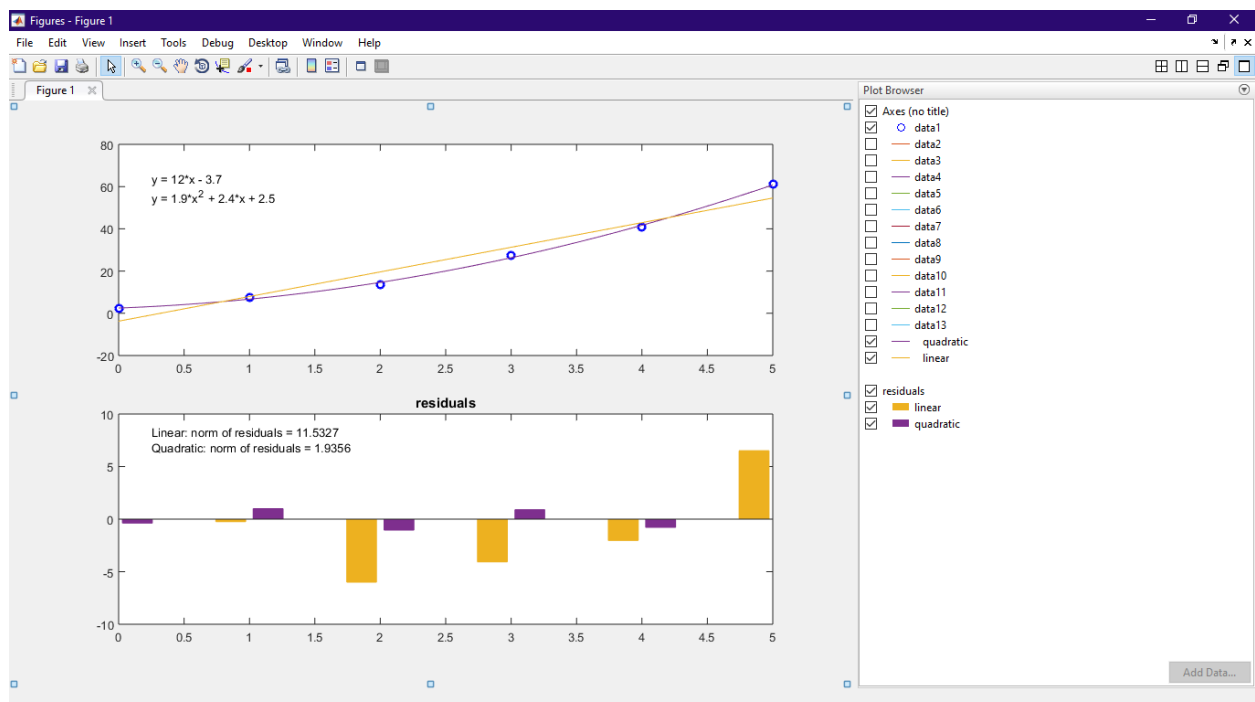 Figures - Figure 1
File Edit View Insert Tools Debug Desktop Window Help
Figure 1
80
60
40
20
0
-20
y = 12*x - 3.7
y = 1.9*x² + 2.4*x + 2.5
0 0.5 1 1.5 2 2.5 3 3.5 4 4.5 5
residuals
10
5
0
-5
-10
Linear: norm of residuals = 11.5327
Quadratic: norm of residuals = 1.9356
0 0.5 1 1.5 2 2.5 3 3.5 4 4.5 5
Plot Browser
Axes (no title)
data1
data2
data3
data4
data5
data6
data7
data8
data9
data10
data11
data12
data13
quadratic
linear
residuals
linear
quadratic
Add Data...